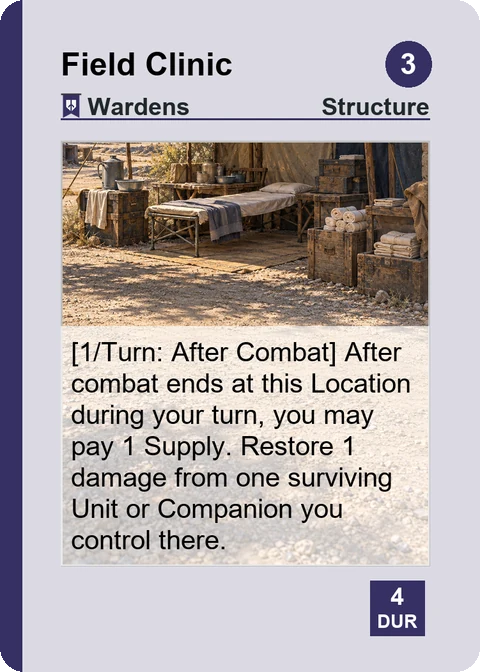 Field Clinic
3
Wardens
Structure
[1/Turn: After Combat] After
combat ends at this Location
during your turn, you may
pay 1 Supply. Restore 1
damage from one surviving
Unit or Companion you
control there.
4
DUR